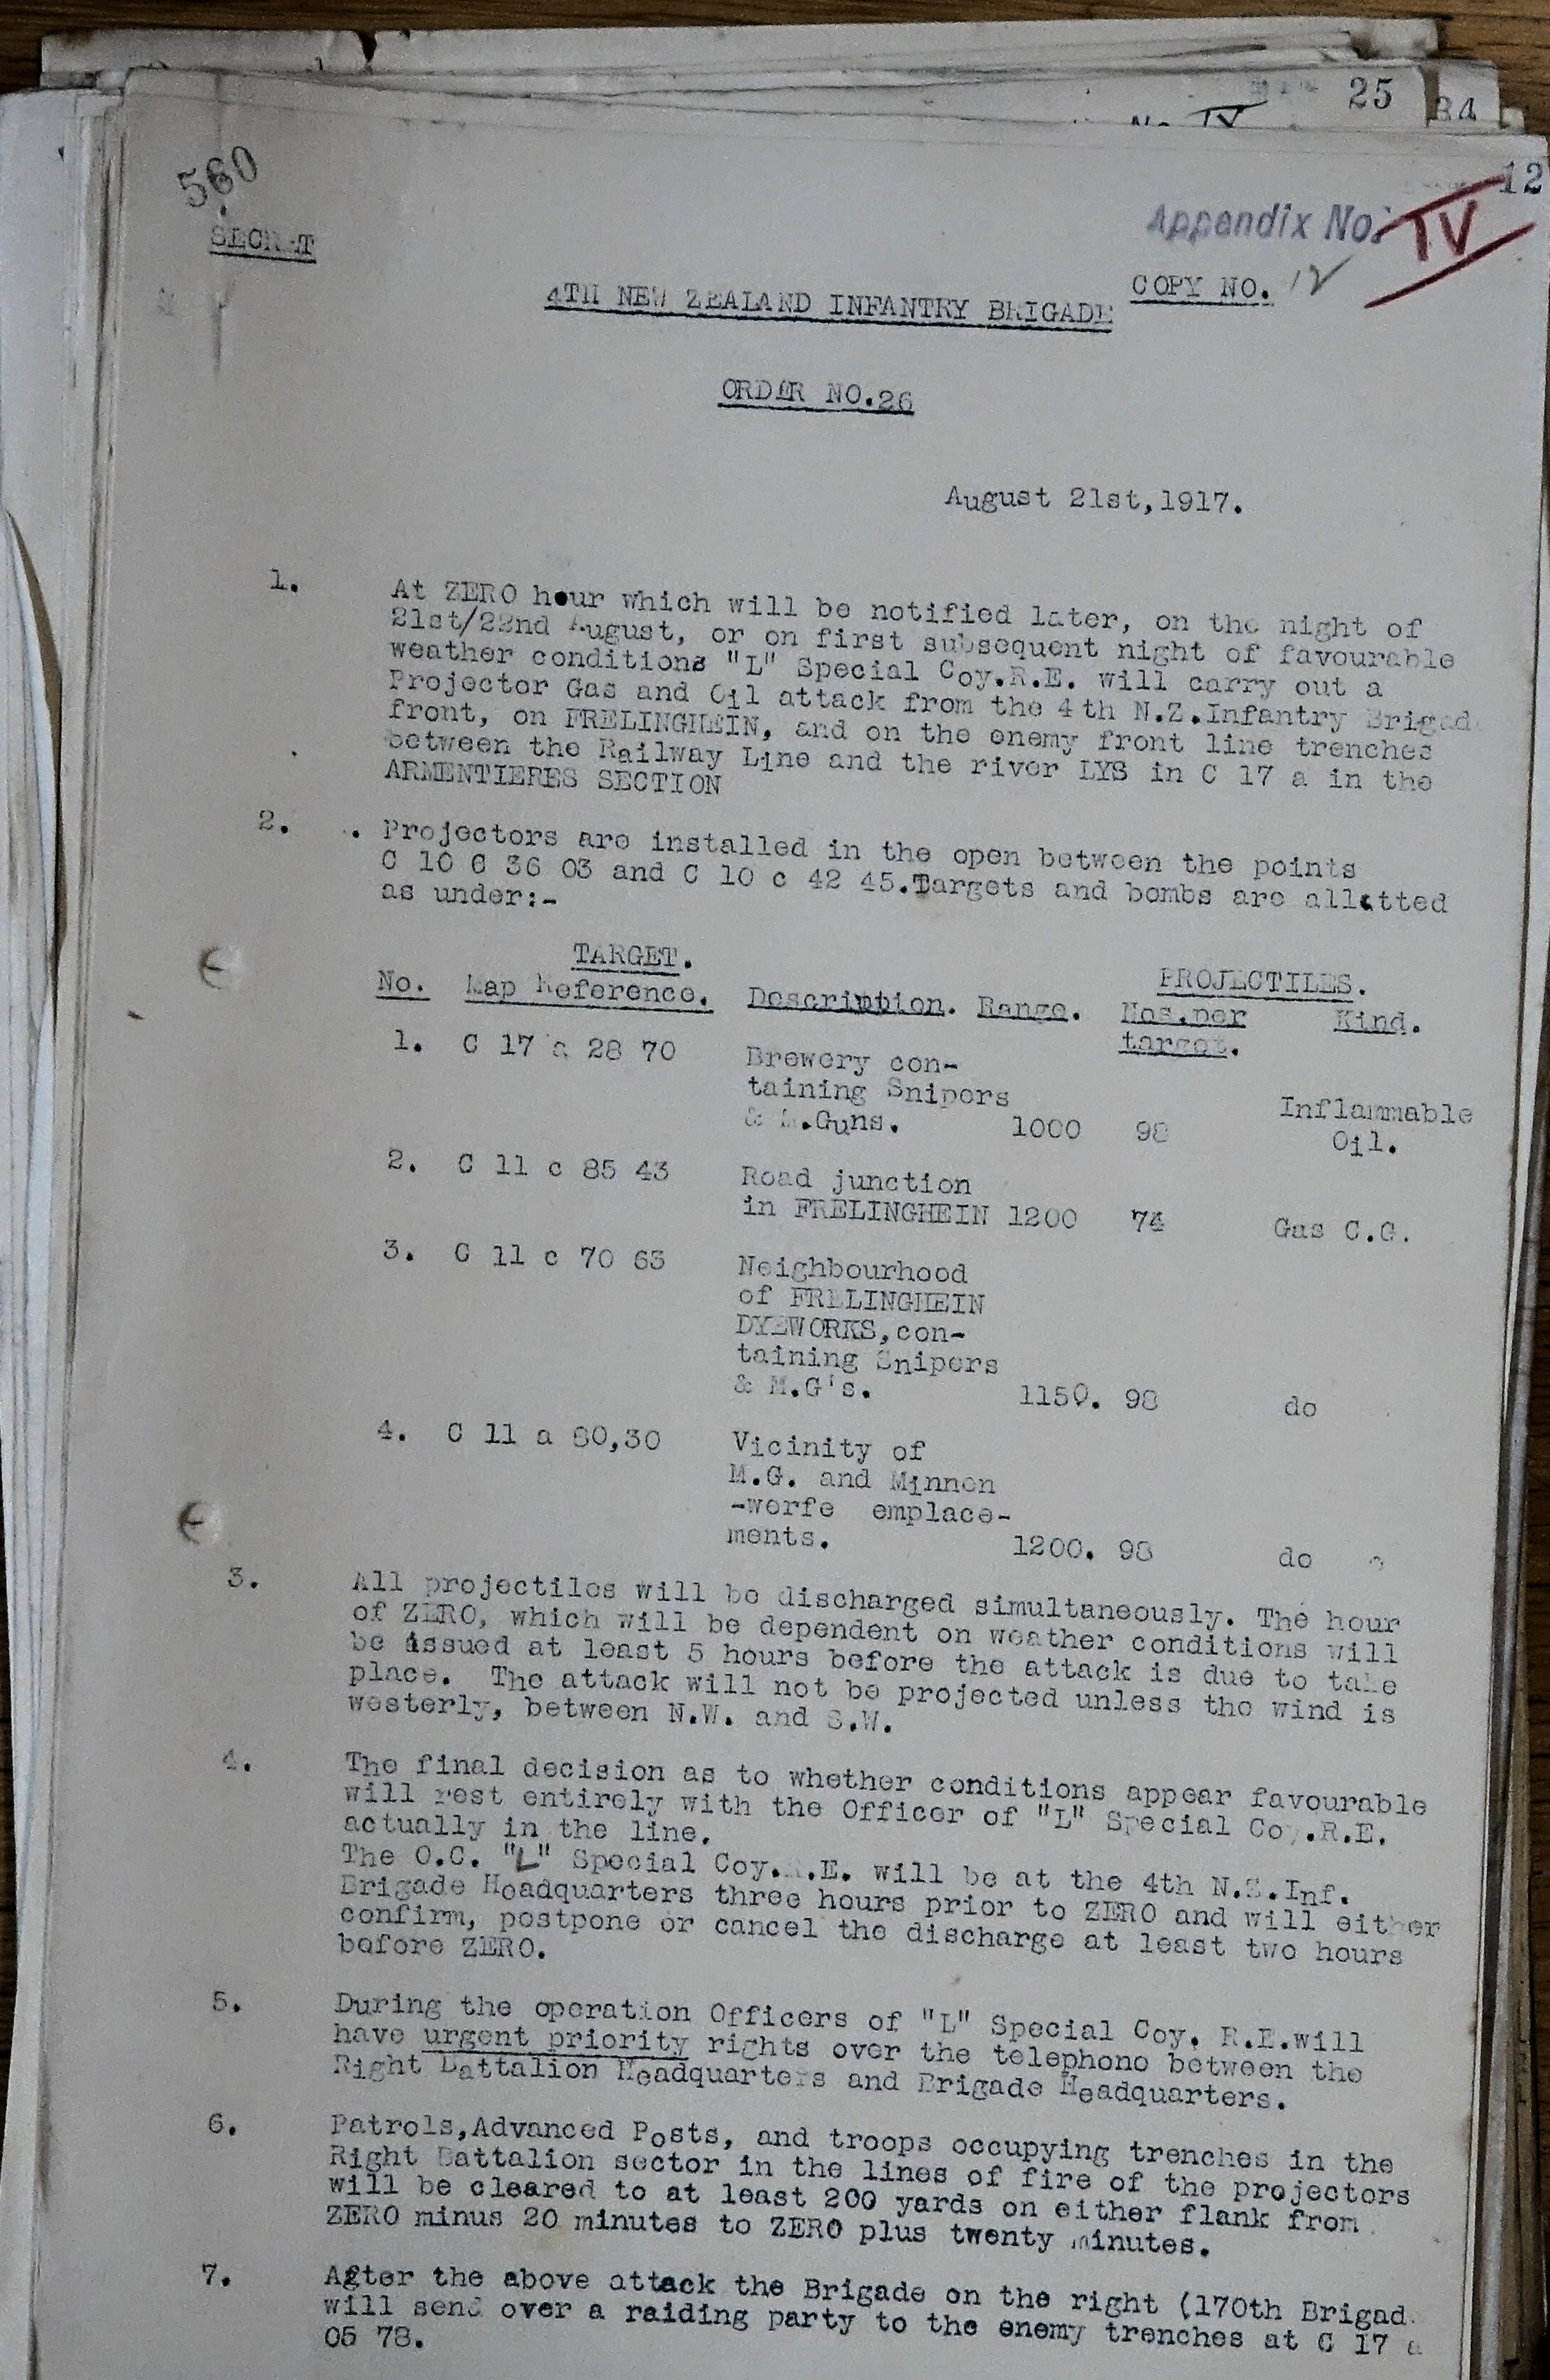 25
34
No IV
12
560
SECRET
Appendix No. IV
COPY NO. 12
4TH NEW ZEALAND INFANTRY BRIGADE
ORDER NO.26
August 21st,1917.
1. At ZERO hour which will be notified later, on the night of
21st/22nd August, or on first subsequent night of favourable
weather conditions "L" Special Coy.R.E. will carry out a
Projector Gas and Oil attack from the 4th N.Z.Infantry Brigad
front, on FRELINGHEIN, and on the enemy front line trenches
between the Railway Line and the river LYS in C 17 a in the
ARMENTIERES SECTION
2. Projectors are installed in the open between the points
C 10 C 36 03 and C 10 c 42 45.Targets and bombs are allotted
as under:-
TARGET. PROJECTILES.
No. Map Reference. Description. Range. Nos.per Kind.
target.
1. C 17 a 28 70 Brewery con-
taining Snipers
& M.Guns. 1000 98 Inflammable
Oil.
2. C 11 c 85 43 Road junction
in FRELINGHEIN 1200 74 Gas C.G.
3. C 11 c 70 63 Neighbourhood
of FRELINGHEIN
DYEWORKS,con-
taining Snipers
& M.G's. 1150. 98 do
4. C 11 a 80,30 Vicinity of
M.G. and Minnen
-werfe emplace-
ments. 1200. 98 do
3. All projectiles will be discharged simultaneously. The hour
of ZERO, which will be dependent on weather conditions will
be issued at least 5 hours before the attack is due to take
place. The attack will not be projected unless the wind is
westerly, between N.W. and S.W.
4. The final decision as to whether conditions appear favourable
will rest entirely with the Officer of "L" Special Coy.R.E.
actually in the line.
The O.C. "L" Special Coy.R.E. will be at the 4th N.Z.Inf.
Brigade Headquarters three hours prior to ZERO and will either
confirm, postpone or cancel the discharge at least two hours
before ZERO.
5. During the operation Officers of "L" Special Coy. R.E.will
have urgent priority rights over the telephone between the
Right Battalion Headquarters and Brigade Headquarters.
6. Patrols,Advanced Posts, and troops occupying trenches in the
Right Battalion sector in the lines of fire of the projectors
will be cleared to at least 200 yards on either flank from
ZERO minus 20 minutes to ZERO plus twenty minutes.
7. After the above attack the Brigade on the right (170th Brigad
will send over a raiding party to the enemy trenches at C 17 a
05 78.